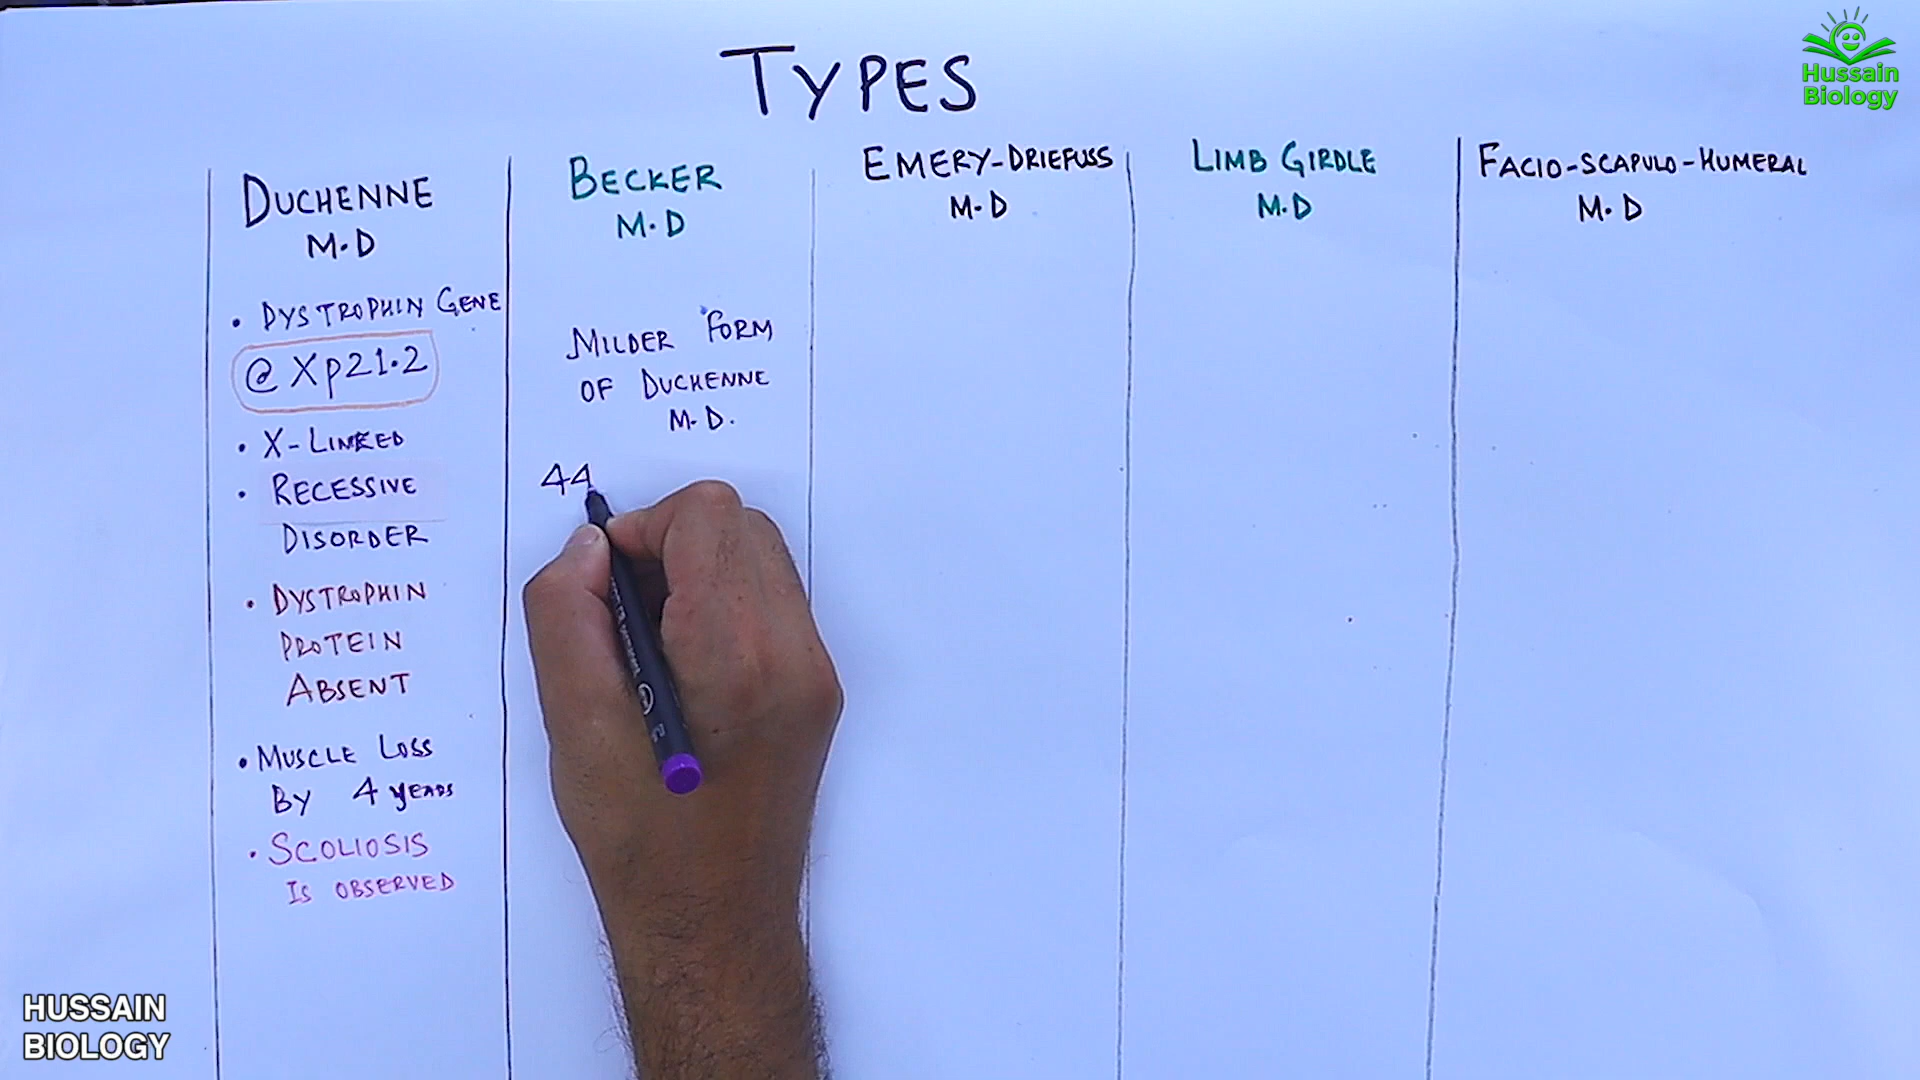 TYPES
Hussain
Biology
DUCHENNE
M.D
• DYSTROPHIN GENE
@ Xp21.2
• X-LINKED
• RECESSIVE
DISORDER
• DYSTROPHIN
PROTEIN
ABSENT
• MUSCLE LOSS
BY 4 YEARS
• SCOLIOSIS
IS OBSERVED
BECKER
M.D
MILDER FORM
OF DUCHENNE
M.D.
44
EMERY-DRIEFUSS
M.D
LIMB GIRDLE
M.D
FACIO-SCAPULO-HUMERAL
M.D
HUSSAIN
BIOLOGY